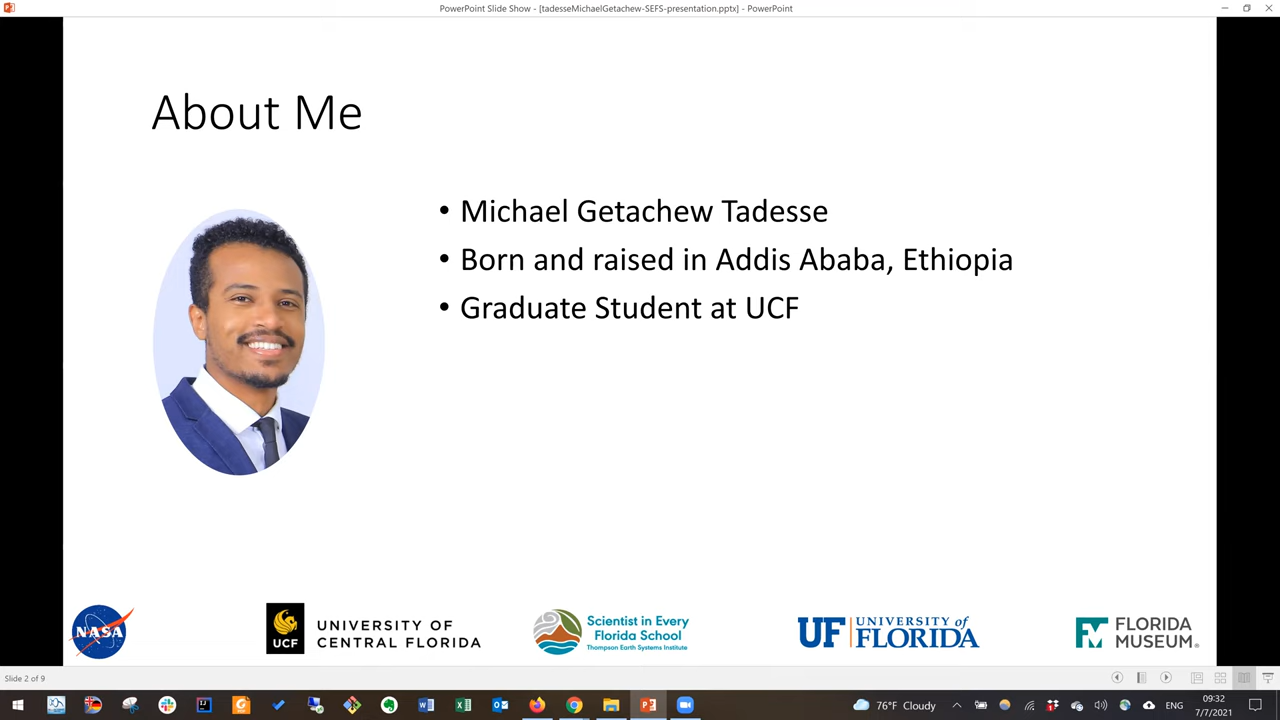 PowerPoint Slide Show - [tadesseMichaelGetachew-SEFS-presentation.pptx] - PowerPoint
About Me
• Michael Getachew Tadesse
• Born and raised in Addis Ababa, Ethiopia
• Graduate Student at UCF
NASA
UCF
UNIVERSITY OF
CENTRAL FLORIDA
Scientist in Every
Florida School
Thompson Earth Systems Institute
UF
UNIVERSITY of
FLORIDA
FLORIDA
MUSEUM®
Slide 2 of 9
76°F Cloudy
ENG
09:32
7/7/2021